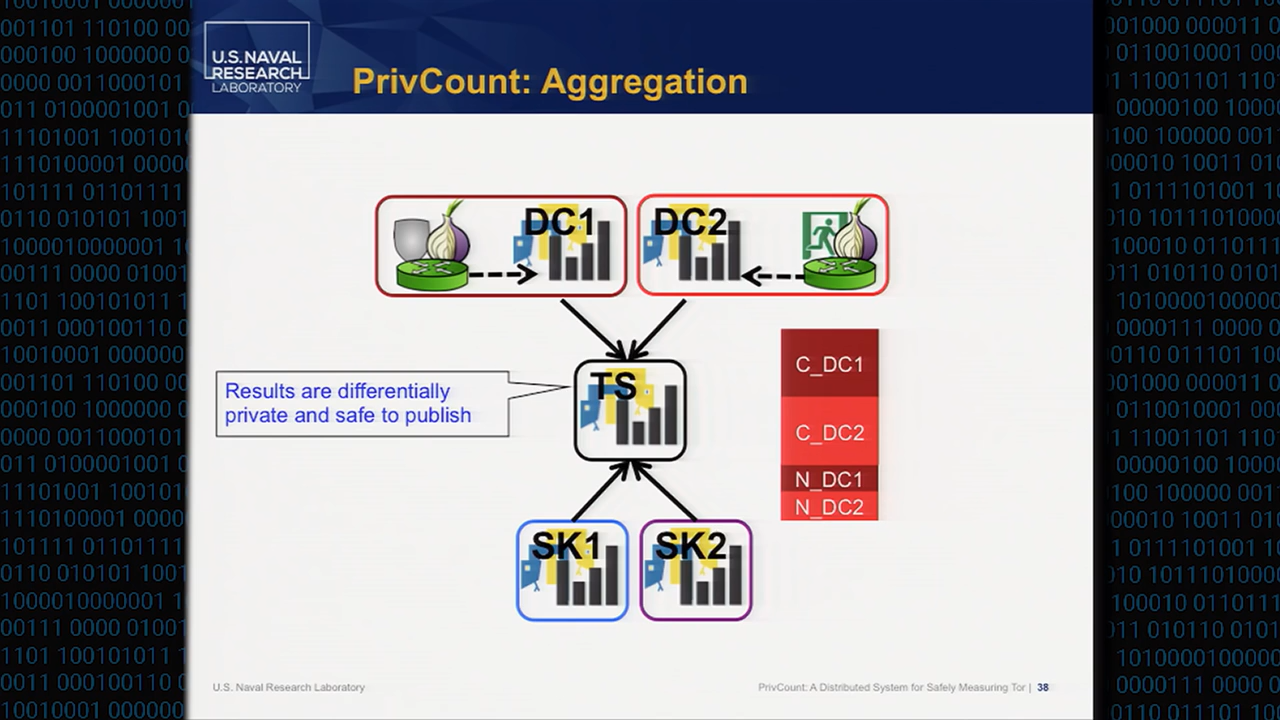 U.S. NAVAL
RESEARCH
LABORATORY
PrivCount: Aggregation
DC1
DC2
TS
Results are differentially
private and safe to publish
C_DC1
C_DC2
N_DC1
N_DC2
SK1
SK2
U.S. Naval Research Laboratory
PrivCount: A Distributed System for Safely Measuring Tor | 38